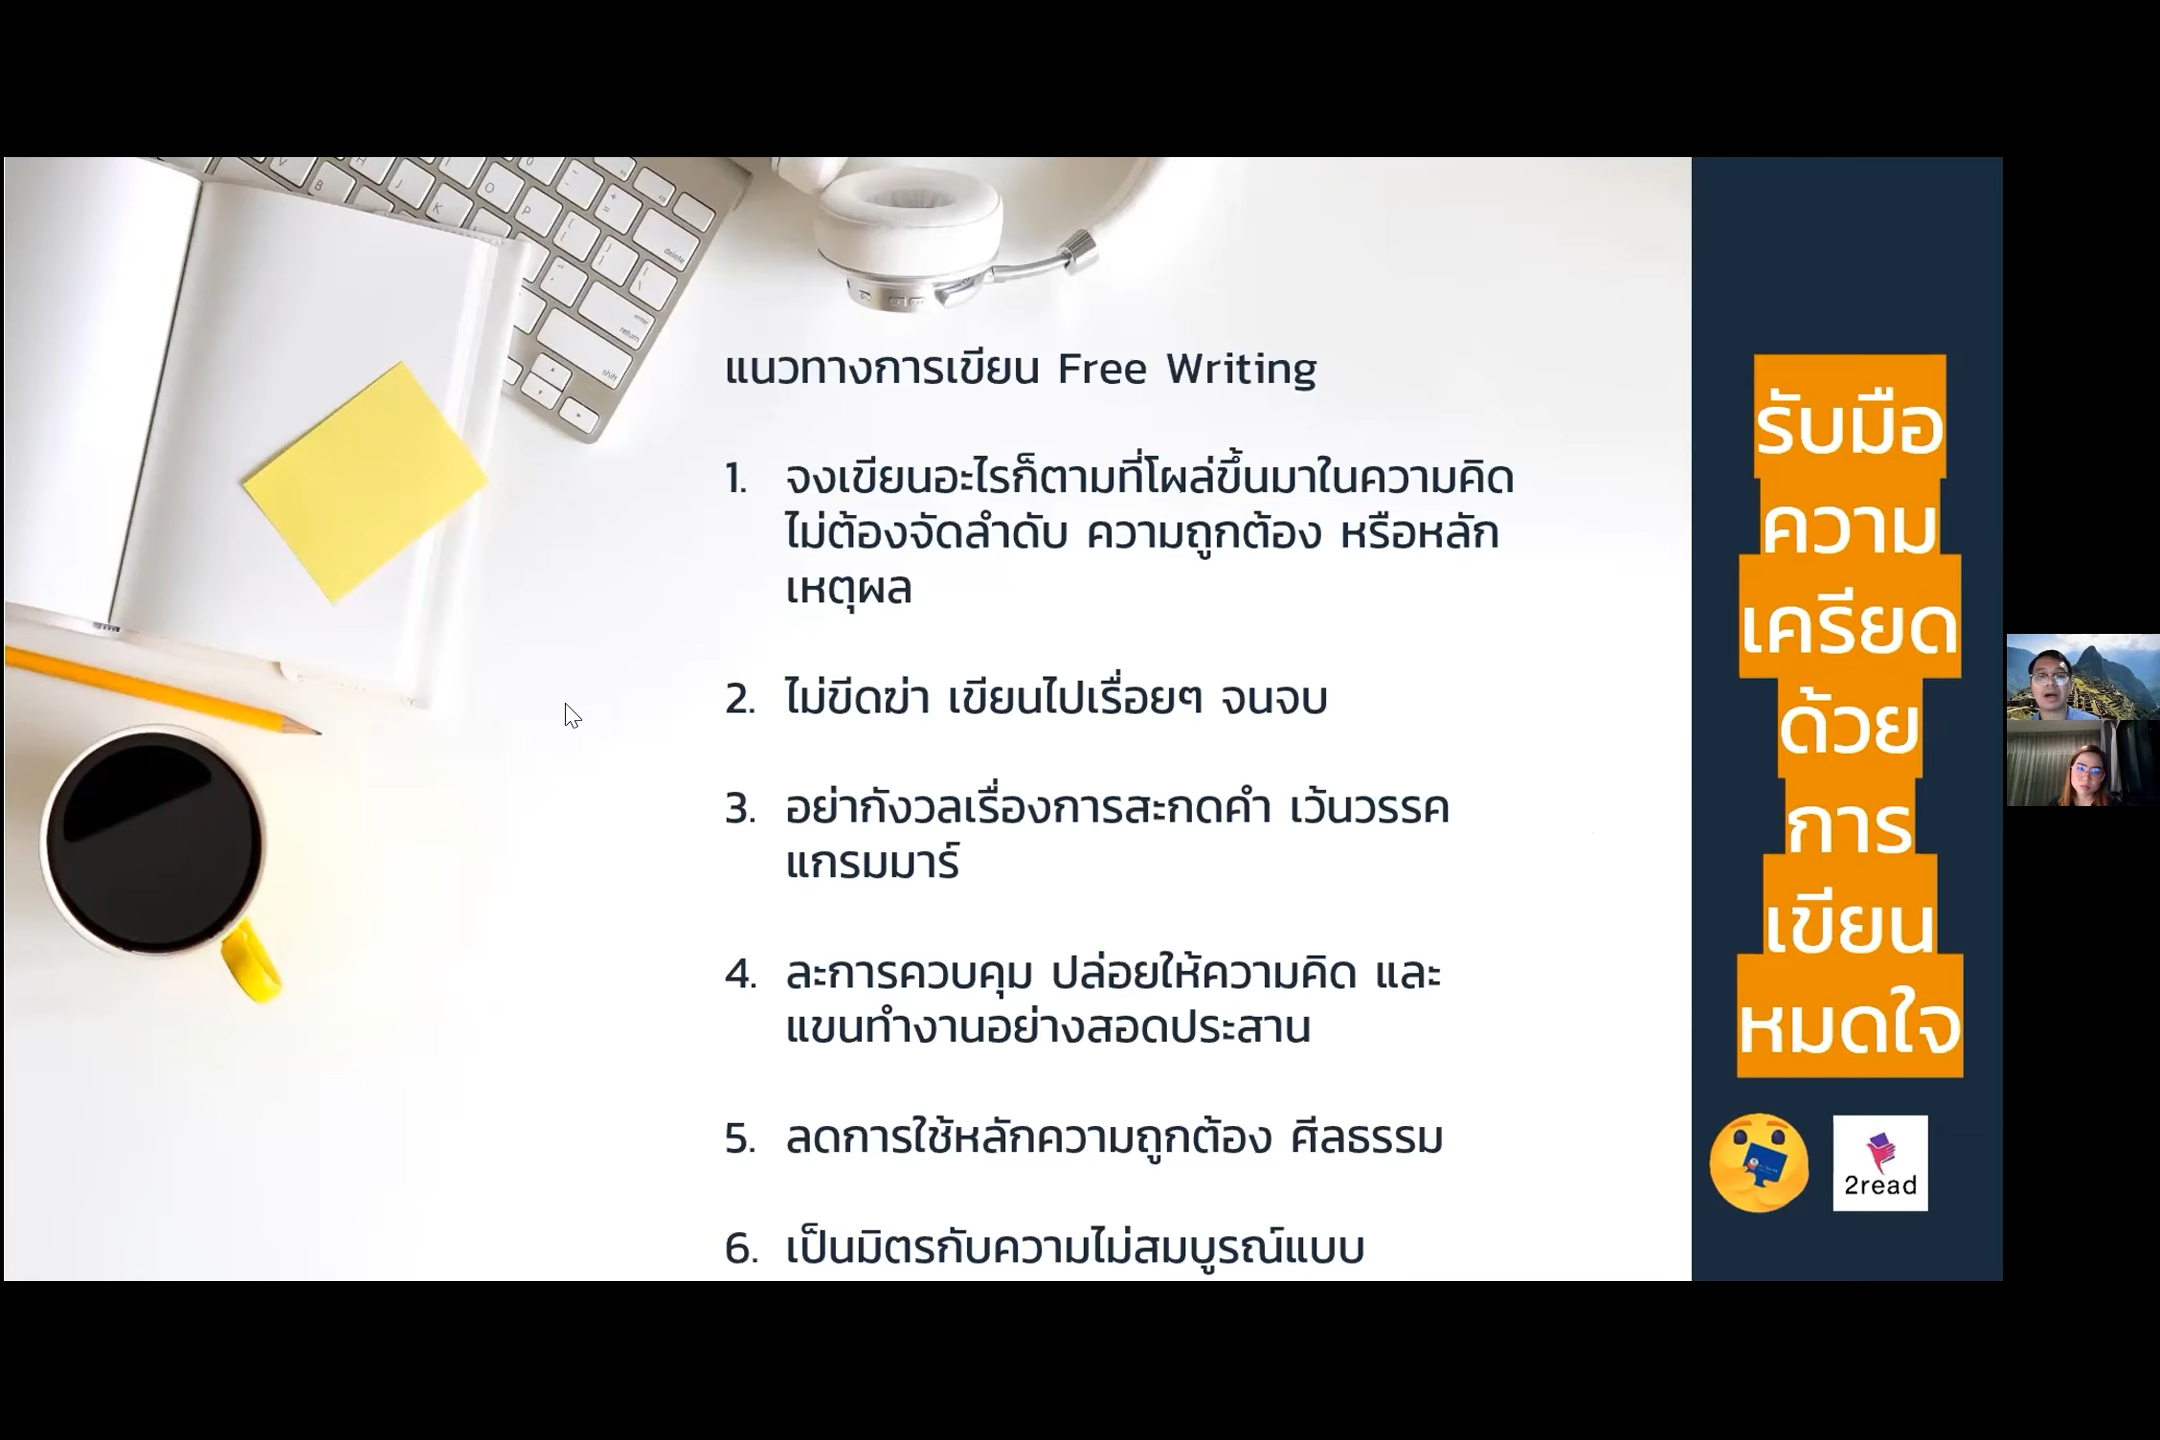 แนวทางการเขียน Free Writing
1. จงเขียนอะไรก็ตามที่โผล่ขึ้นมาในความคิด
ไม่ต้องจัดลำดับ ความถูกต้อง หรือหลัก
เหตุผล
2. ไม่ขีดฆ่า เขียนไปเรื่อยๆ จนจบ
3. อย่ากังวลเรื่องการสะกดคำ เว้นวรรค
แกรมมาร์
4. ละการควบคุม ปล่อยให้ความคิด และ
แขนทำงานอย่างสอดประสาน
5. ลดการใช้หลักความถูกต้อง ศีลธรรม
6. เป็นมิตรกับความไม่สมบูรณ์แบบ
รับมือ
ความ
เครียด
ด้วย
การ
เขียน
หมดใจ
2read
delete
enter
return
shift